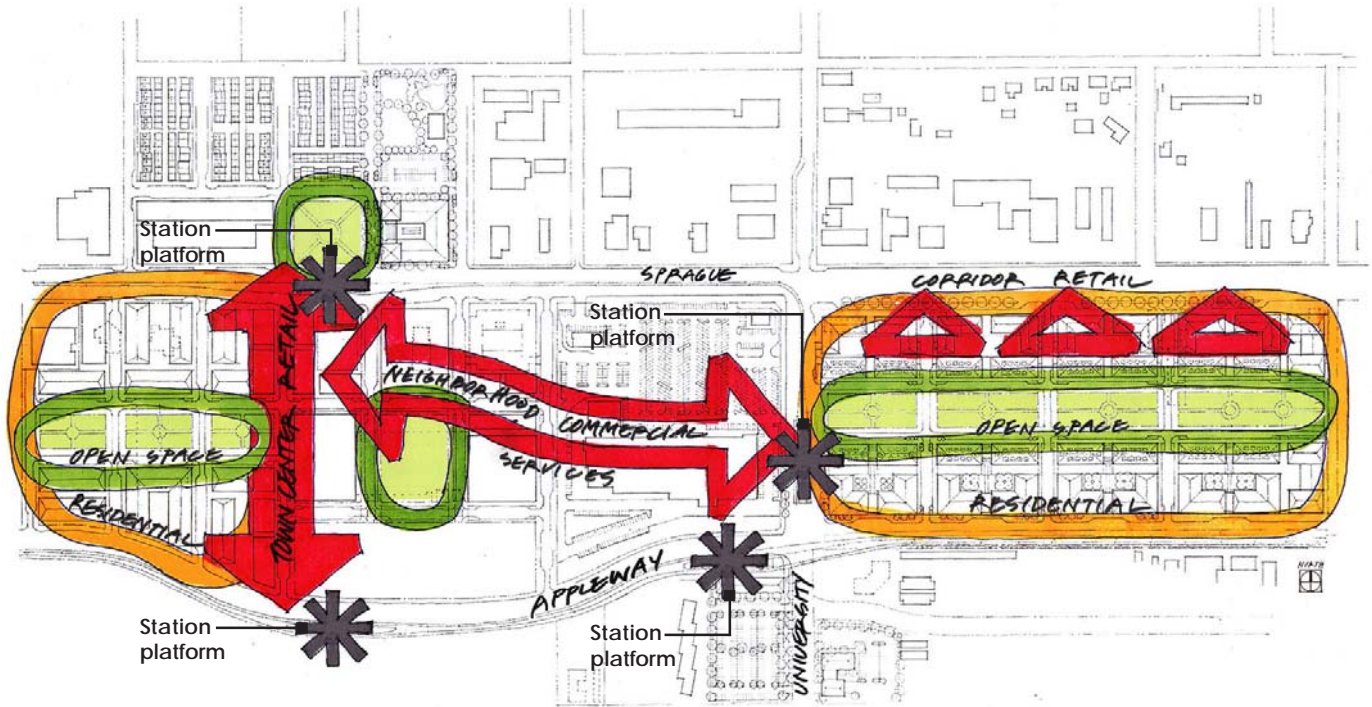 Station
platform
SPRAGUE
CORRIDOR RETAIL
Station
platform
TOWN CENTER RETAIL
NEIGHBORHOOD
COMMERCIAL
SERVICES
OPEN SPACE
OPEN SPACE
RESIDENTIAL
RESIDENTIAL
APPLEWAY
UNIVERSITY
NORTH
Station
platform
Station
platform